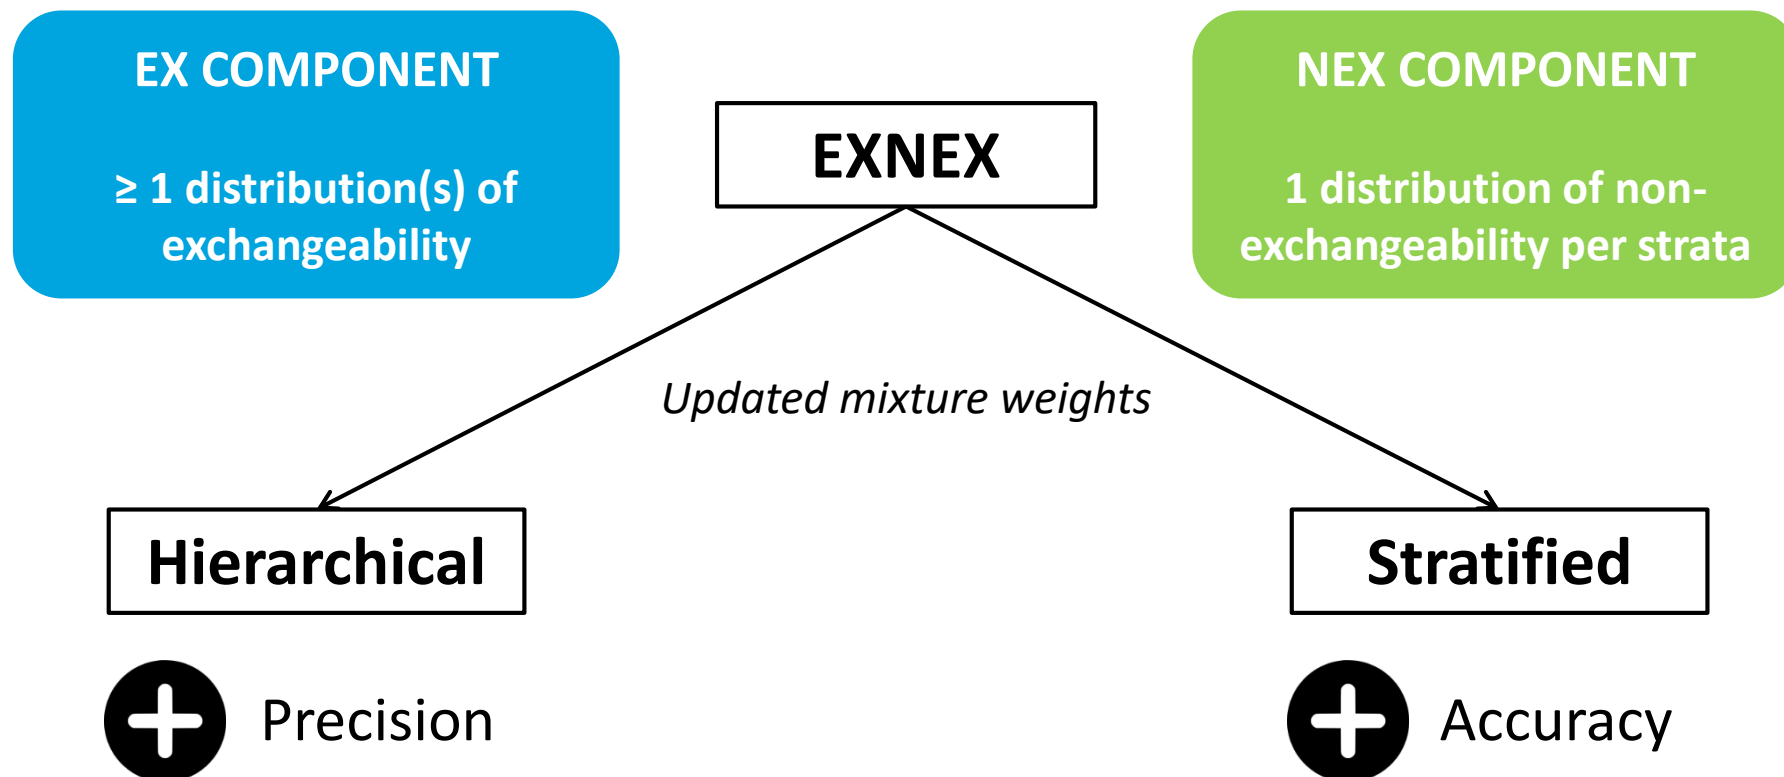 EX COMPONENT
≥ 1 distribution(s) of
exchangeability
EXNEX
NEX COMPONENT
1 distribution of non-
exchangeability per strata
Updated mixture weights
Hierarchical
Stratified
Precision
Accuracy